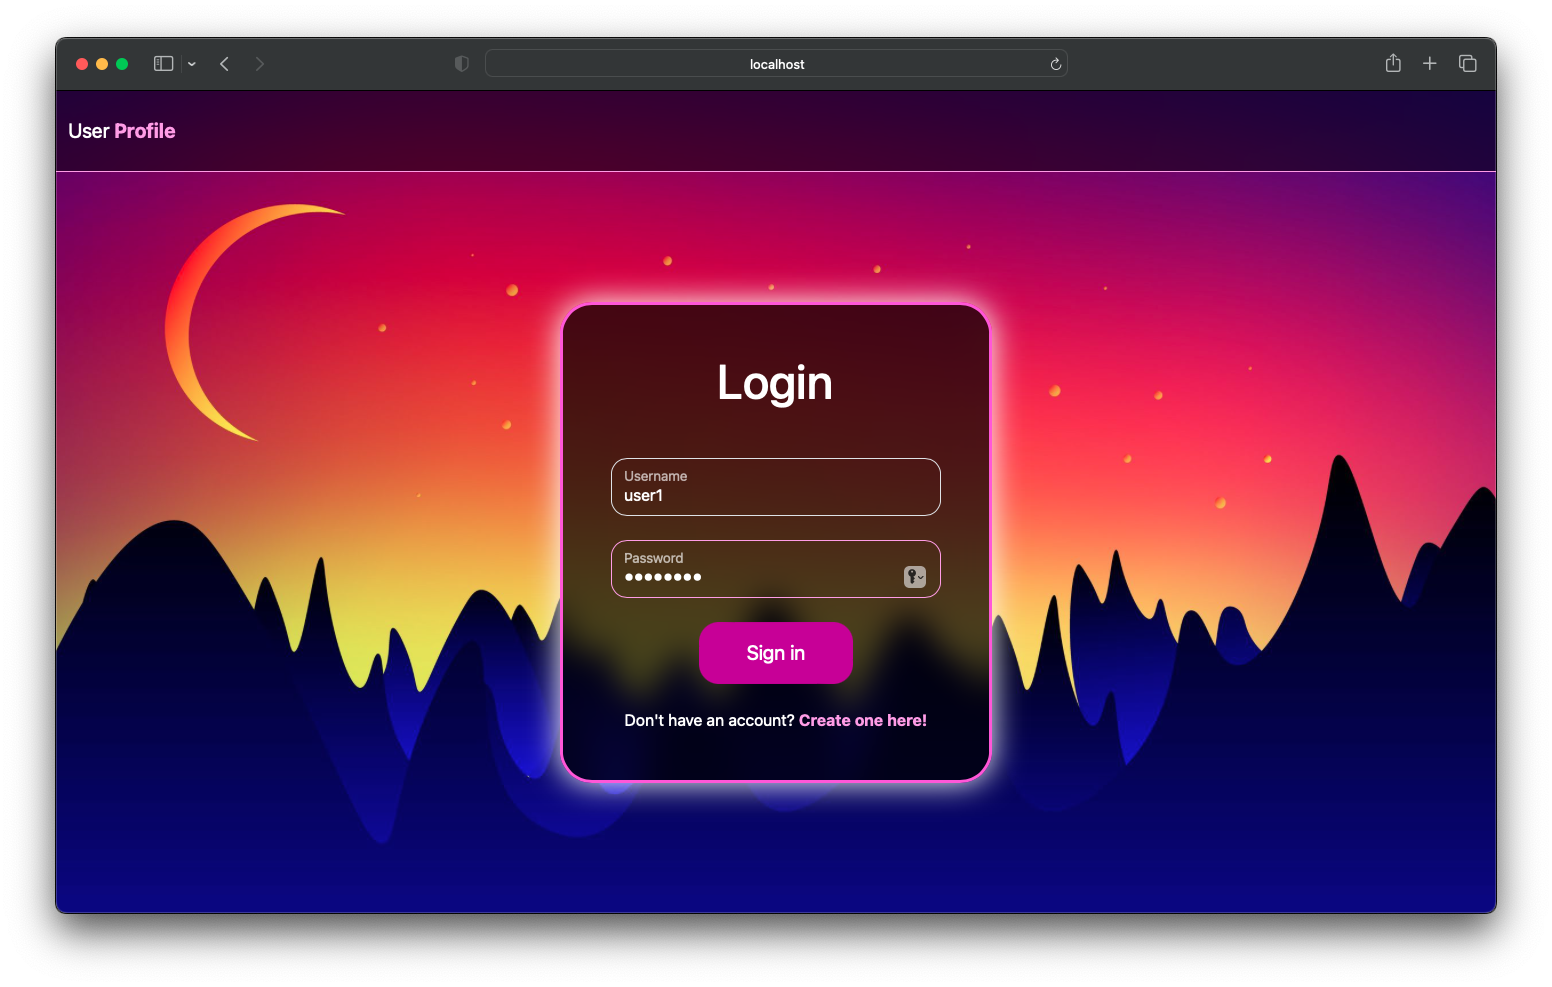 localhost
User Profile
Login
Username
user1
Password
••••••••
Sign in
Don't have an account? Create one here!